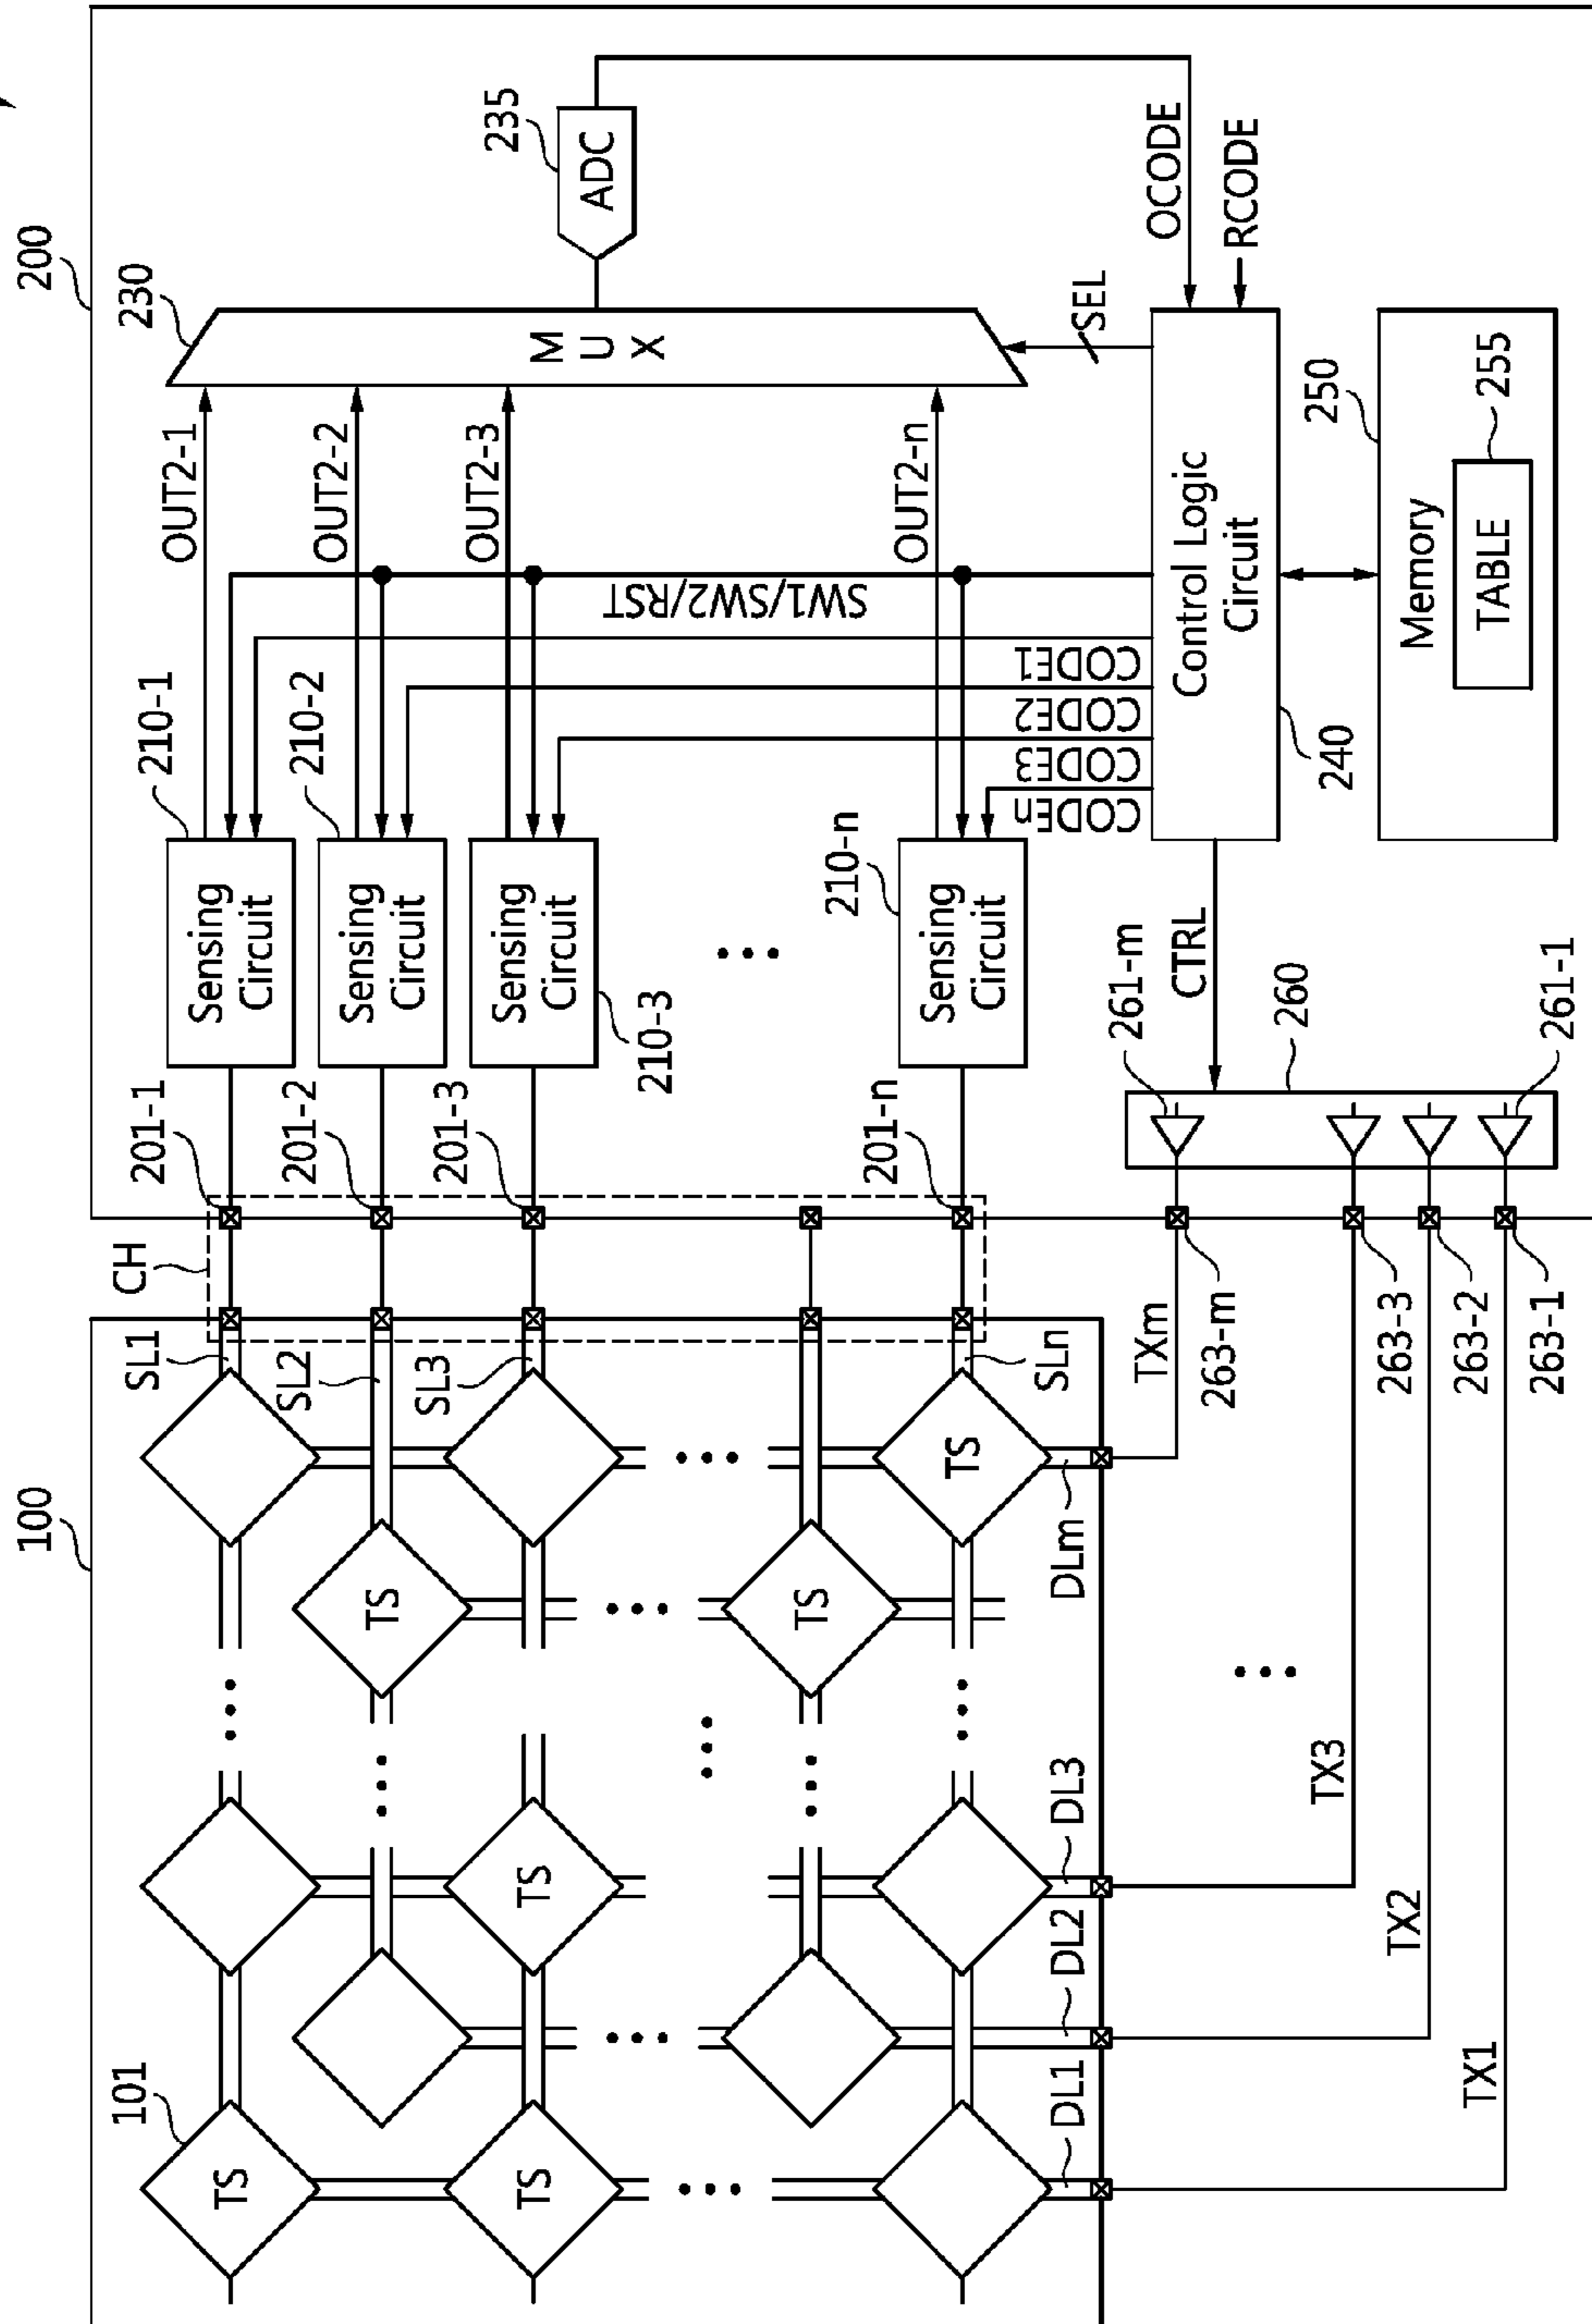 100
101
TS
TS
TS
TS
TS
TS
SL1
SL2
SL3
SLn
DL1
DL2
DL3
DLm
CH
TX1
TX2
TX3
TXm
200
201-1
201-2
201-3
201-n
210-1
Sensing
Circuit
210-2
Sensing
Circuit
210-3
Sensing
Circuit
210-n
Sensing
Circuit
OUT2-1
OUT2-2
OUT2-3
OUT2-n
SW1/SW2/RST
CODE1
CODE2
CODE3
CODEn
230
MUX
235
ADC
SEL
OCODE
RCODE
Control Logic
Circuit
240
250
Memory
TABLE
255
CTRL
260
261-m
261-1
263-m
263-3
263-2
263-1